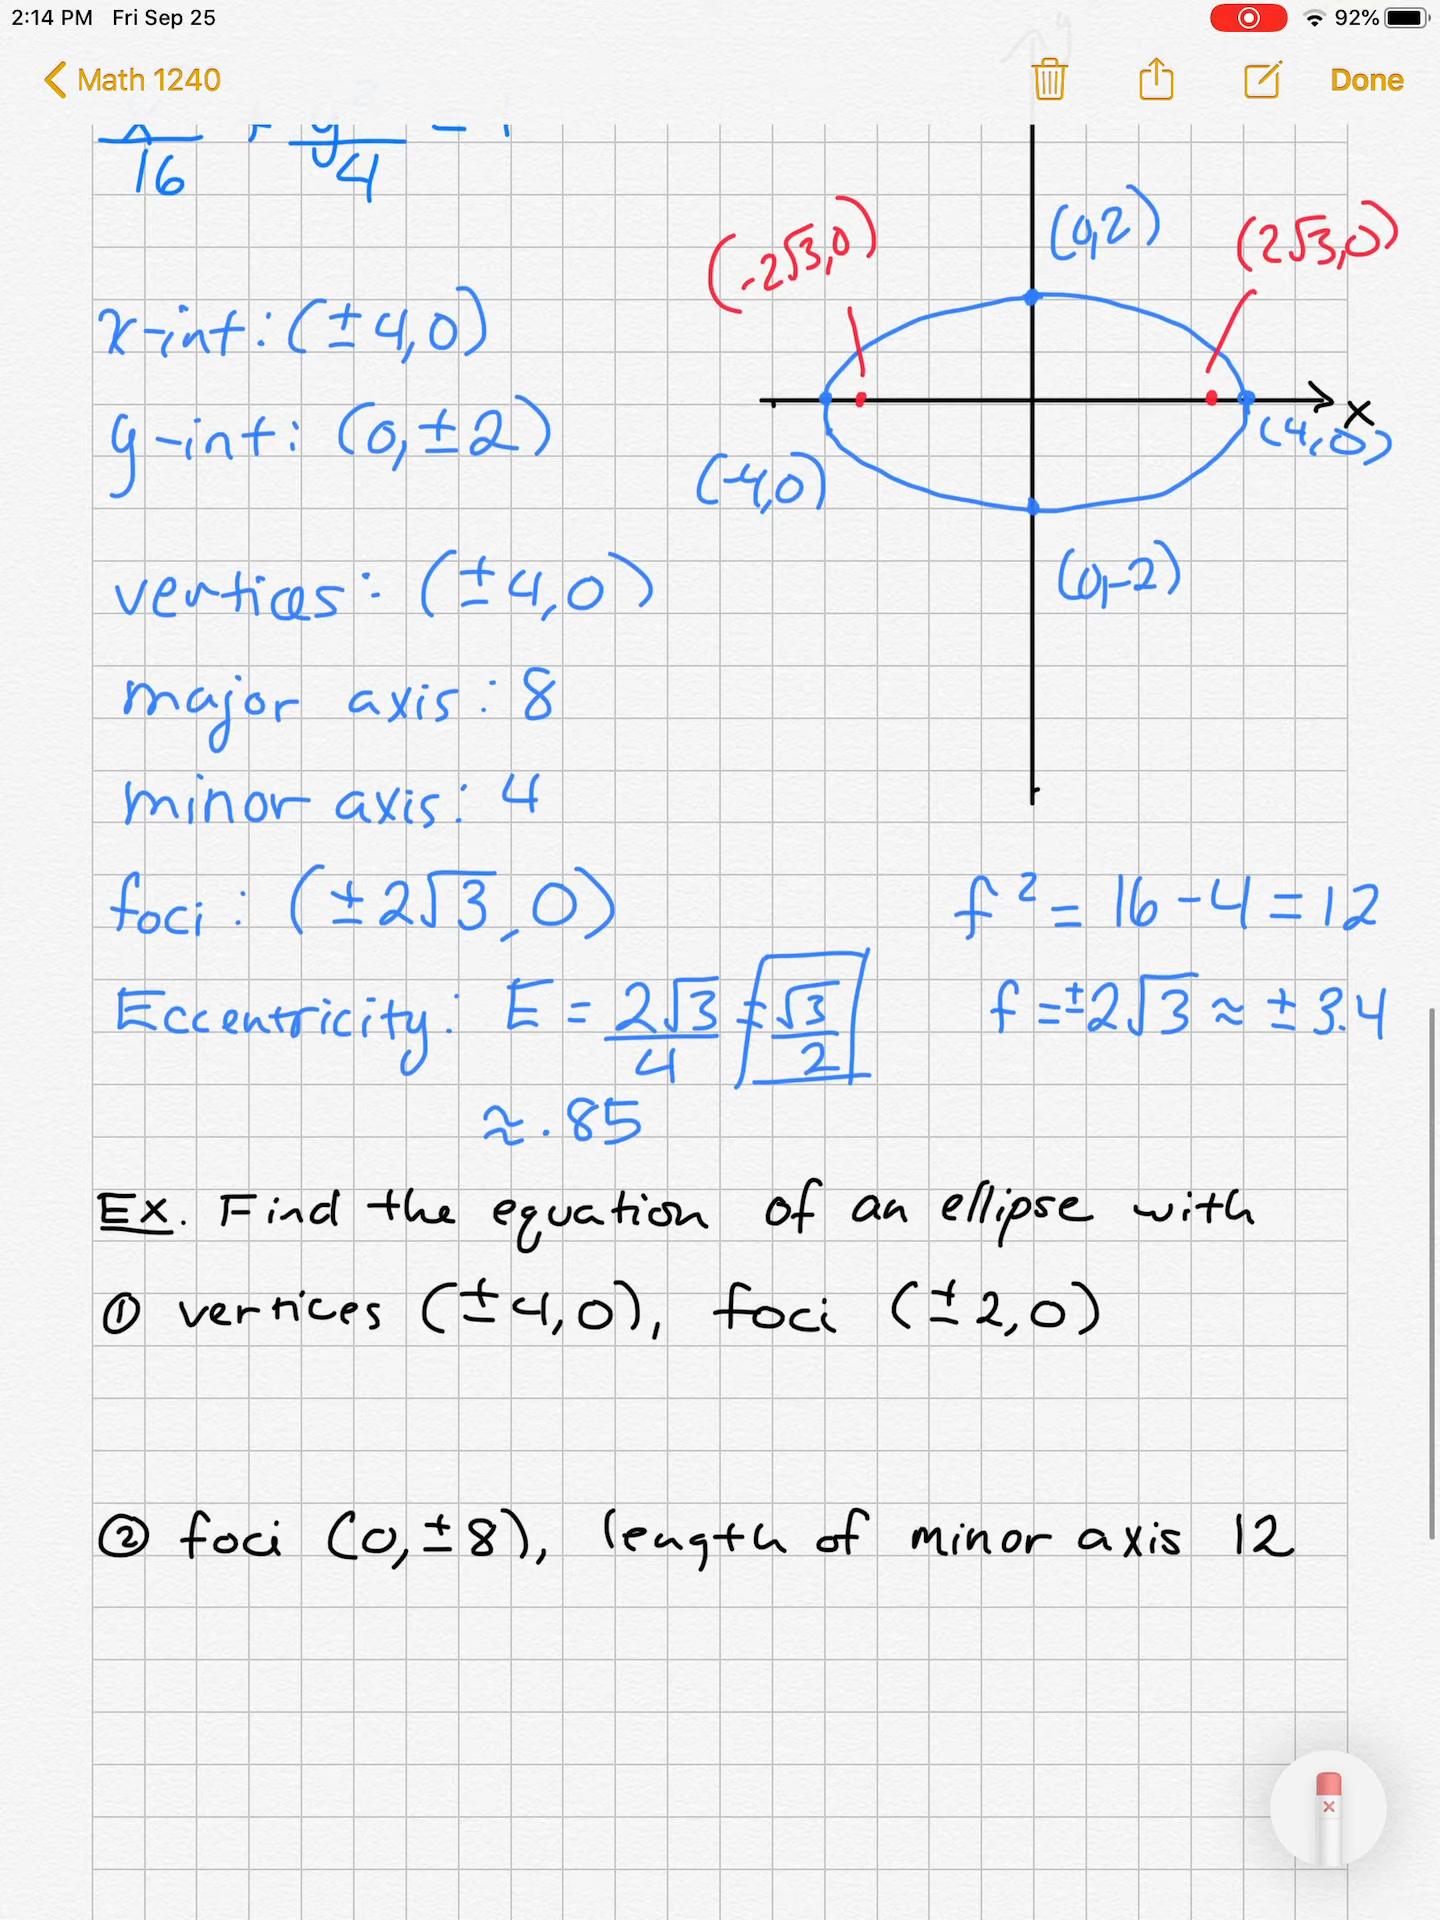 2:14 PM Fri Sep 25 92%
Math 1240 Done
16 4
(0,2)
(-2√3,0) (2√3,0)
x-int: (±4,0)
x
(4,0)
y-int: (0,±2)
(-4,0)
(0,-2)
vertices: (±4,0)
major axis: 8
minor axis: 4
foci: (±2√3,0) f² = 16-4=12
Eccentricity: E = 2√3/4 = √3/2 f=±2√3 ≈ ±3.4
≈.85
Ex. Find the equation of an ellipse with
① vertices (±4,0), foci (±2,0)
② foci (0,±8), length of minor axis 12